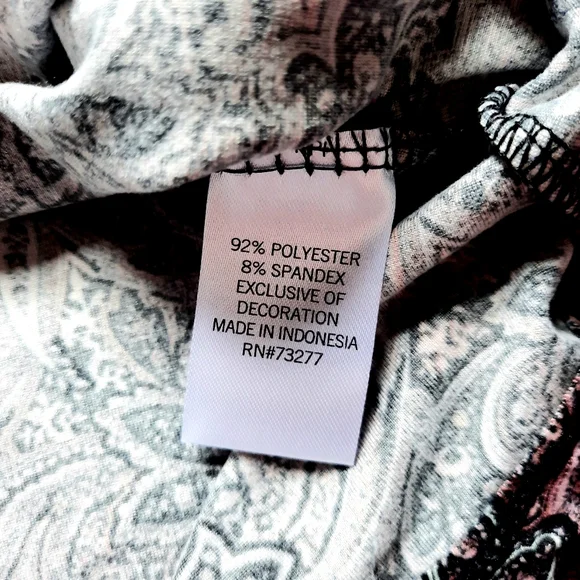 92% POLYESTER
8% SPANDEX
EXCLUSIVE OF
DECORATION
MADE IN INDONESIA
RN#73277